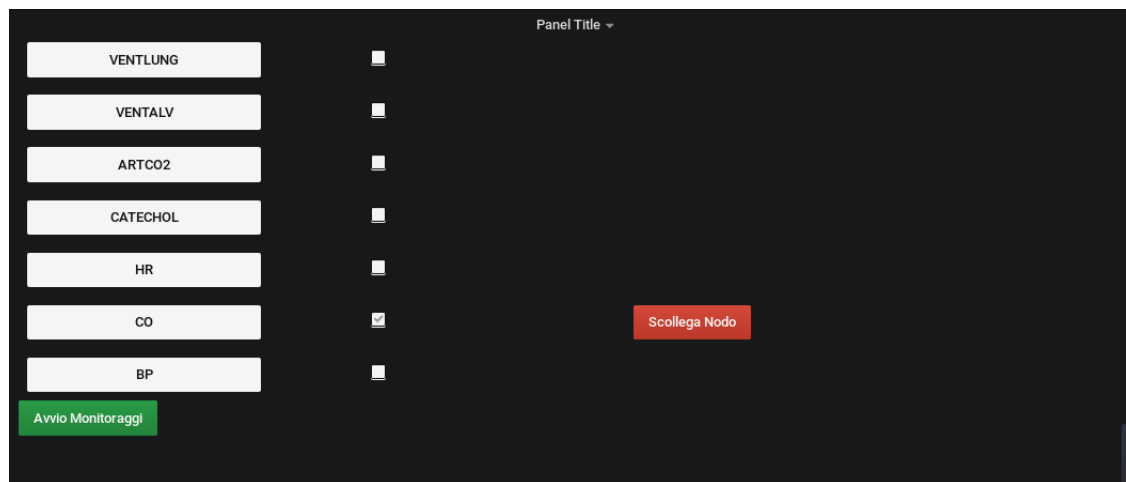 Panel Title
VENTLUNG
VENTALV
ARTCO2
CATECHOL
HR
CO
Scollega Nodo
BP
Avvio Monitoraggi